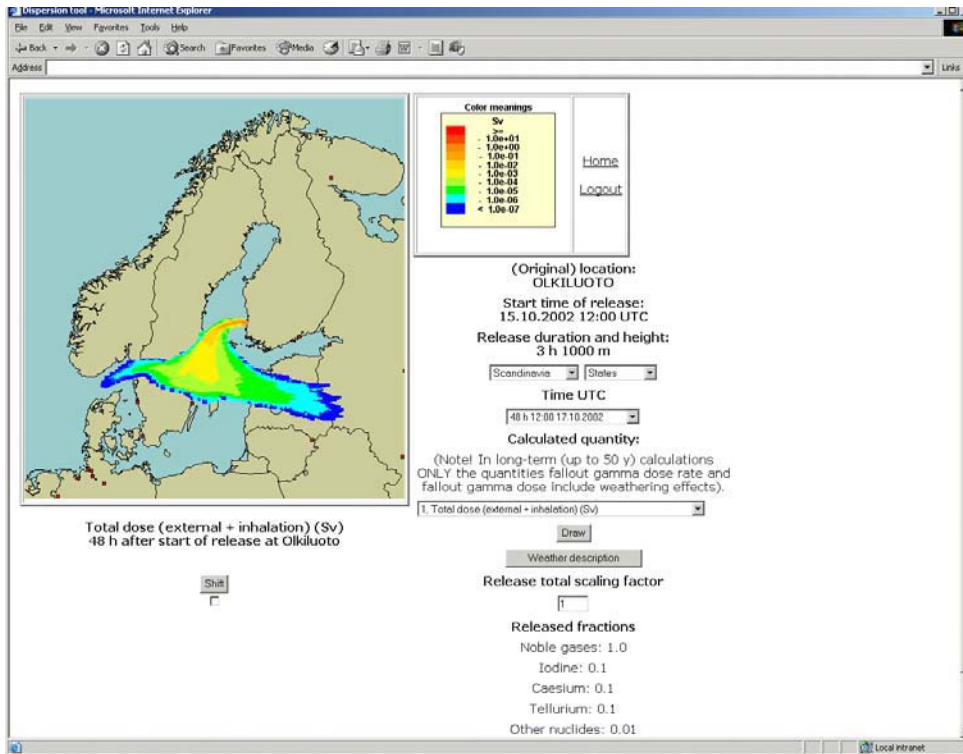 Dispersion tool - Microsoft Internet Explorer
File Edit View Favorites Tools Help
Back Search Favorites Media
Address Links
Color meanings
Sv
>=
- 1.0e+01
- 1.0e+00
- 1.0e-01
- 1.0e-02
- 1.0e-03
- 1.0e-04
- 1.0e-05
- 1.0e-06
< 1.0e-07
Home
Logout
(Original) location:
OLKILUOTO
Start time of release:
15.10.2002 12:00 UTC
Release duration and height:
3 h 1000 m
Scandinavia States
Time UTC
48 h 12:00 17.10.2002
Calculated quantity:
(Note! In long-term (up to 50 y) calculations
ONLY the quantities fallout gamma dose rate and
fallout gamma dose include weathering effects).
1, Total dose (external + inhalation) (Sv)
Draw
Weather description
Release total scaling factor
1
Released fractions
Noble gases: 1.0
Iodine: 0.1
Caesium: 0.1
Tellurium: 0.1
Other nuclides: 0.01
Total dose (external + inhalation) (Sv)
48 h after start of release at Olkiluoto
Shift
Local intranet